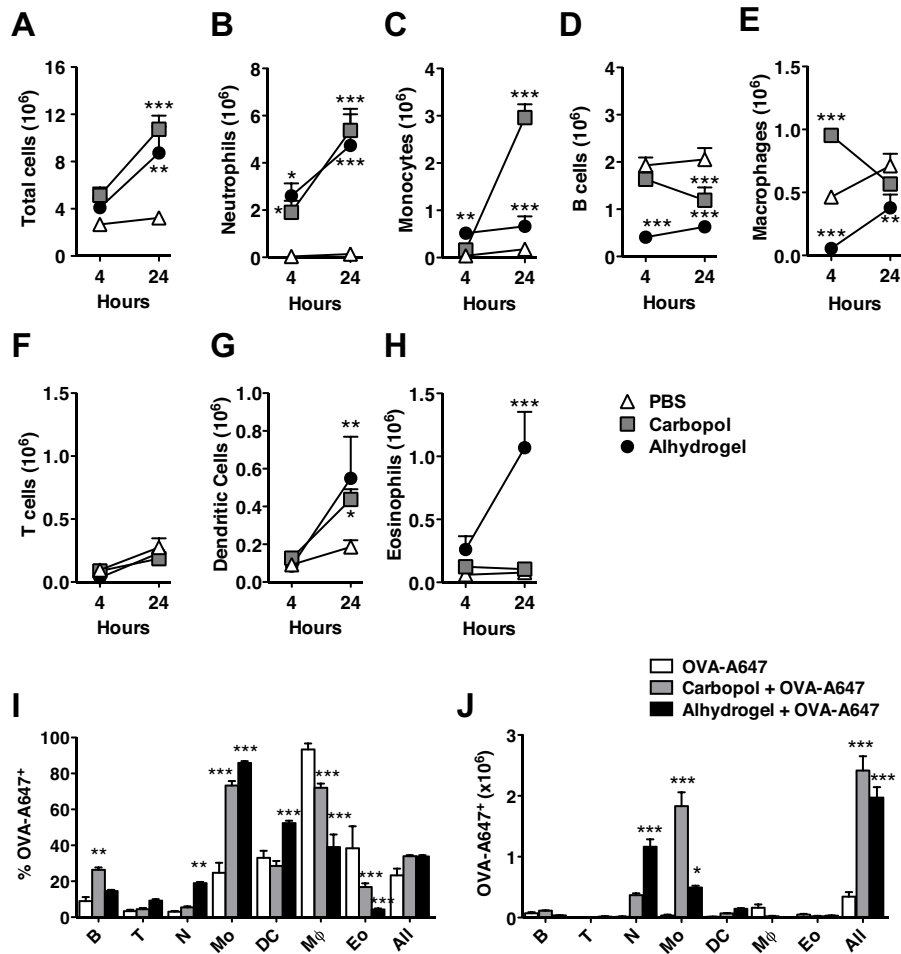 A
Total cells (10⁶)
16
12
8
4
0
***
**
4
24
Hours
B
Neutrophils (10⁶)
8
6
4
2
0
*
*
***
***
4
24
Hours
C
Monocytes (10⁶)
4
3
2
1
0
**
***
***
4
24
Hours
D
B cells (10⁶)
4
3
2
1
0
***
***
***
4
24
Hours
E
Macrophages (10⁶)
1.5
1.0
0.5
0.0
***
***
**
4
24
Hours
F
T cells (10⁶)
1.5
1.0
0.5
0.0
4
24
Hours
G
Dendritic Cells (10⁶)
1.0
0.8
0.6
0.4
0.2
0.0
**
*
4
24
Hours
H
Eosinophils (10⁶)
1.5
1.0
0.5
0.0
***
4
24
Hours
PBS
Carbopol
Alhydrogel
OVA-A647
Carbopol + OVA-A647
Alhydrogel + OVA-A647
I
% OVA-A647⁺
100
80
60
40
20
0
**
**
***
***
***
***
***
***
***
B
T
N
Mo
DC
Mϕ
Eo
All
J
OVA-A647⁺ (x10⁶)
3
2
1
0
***
***
*
***
***
B
T
N
Mo
DC
Mϕ
Eo
All